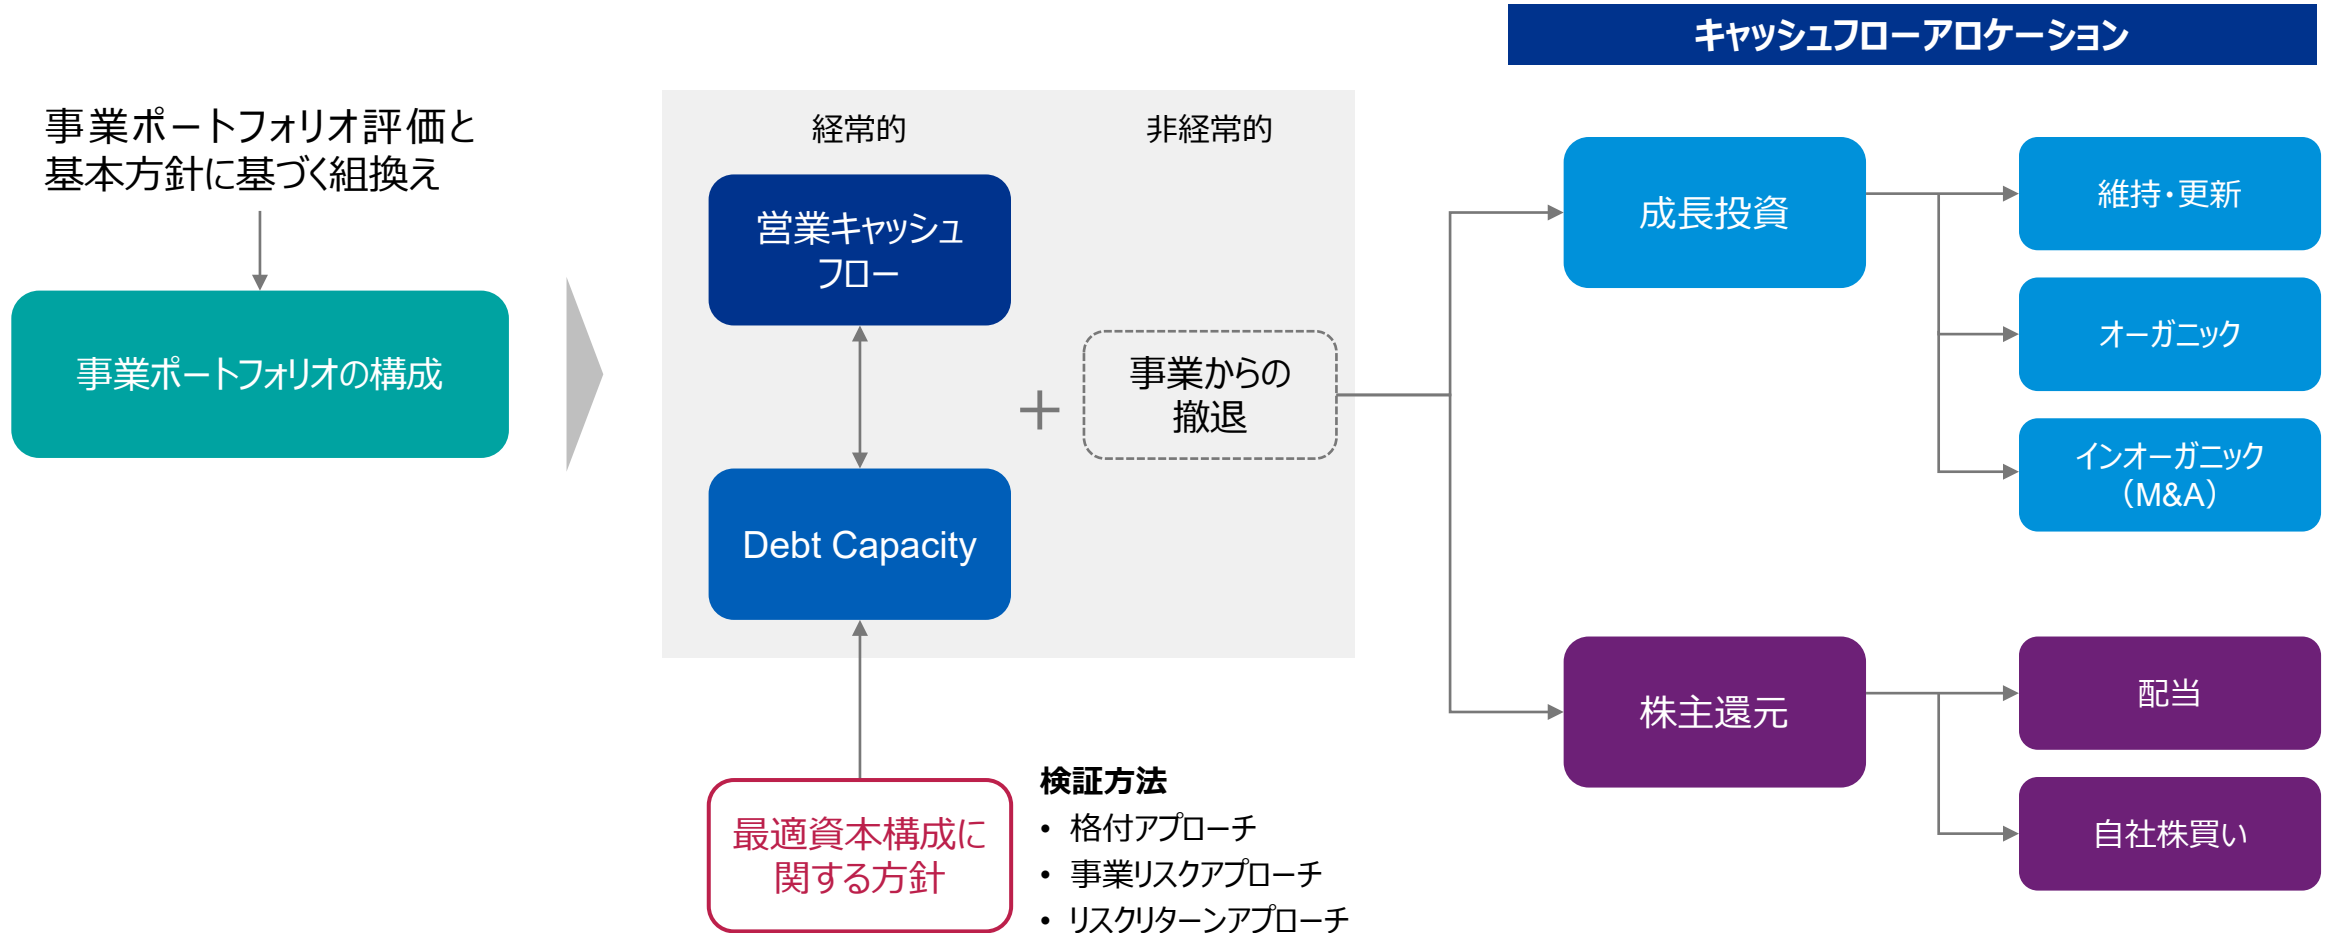 キャッシュフローアロケーション
事業ポートフォリオ評価と
基本方針に基づく組換え
事業ポートフォリオの構成
経常的
非経常的
営業キャッシュ
フロー
Debt Capacity
+
事業からの
撤退
最適資本構成に
関する方針
検証方法
• 格付アプローチ
• 事業リスクアプローチ
• リスクリターンアプローチ
成長投資
維持・更新
オーガニック
インオーガニック
（M&A）
株主還元
配当
自社株買い